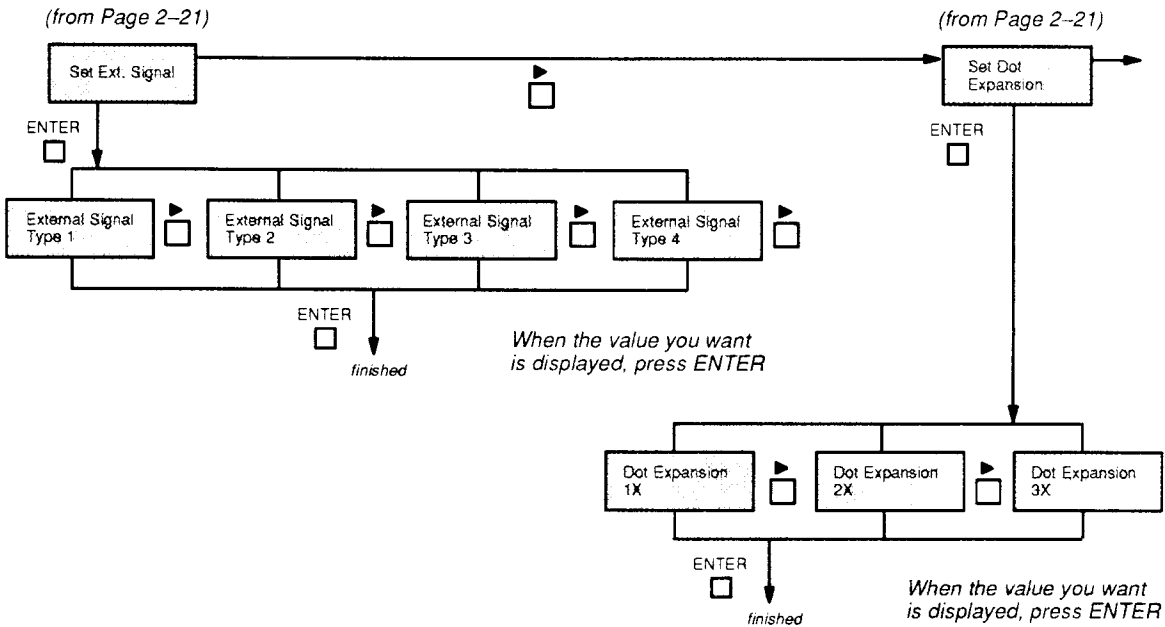 (from Page 2–21)
(from Page 2–21)
Set Ext. Signal
Set Dot
Expansion
ENTER
ENTER
External Signal
Type 1
External Signal
Type 2
External Signal
Type 3
External Signal
Type 4
ENTER
When the value you want
is displayed, press ENTER
finished
Dot Expansion
1X
Dot Expansion
2X
Dot Expansion
3X
ENTER
When the value you want
is displayed, press ENTER
finished